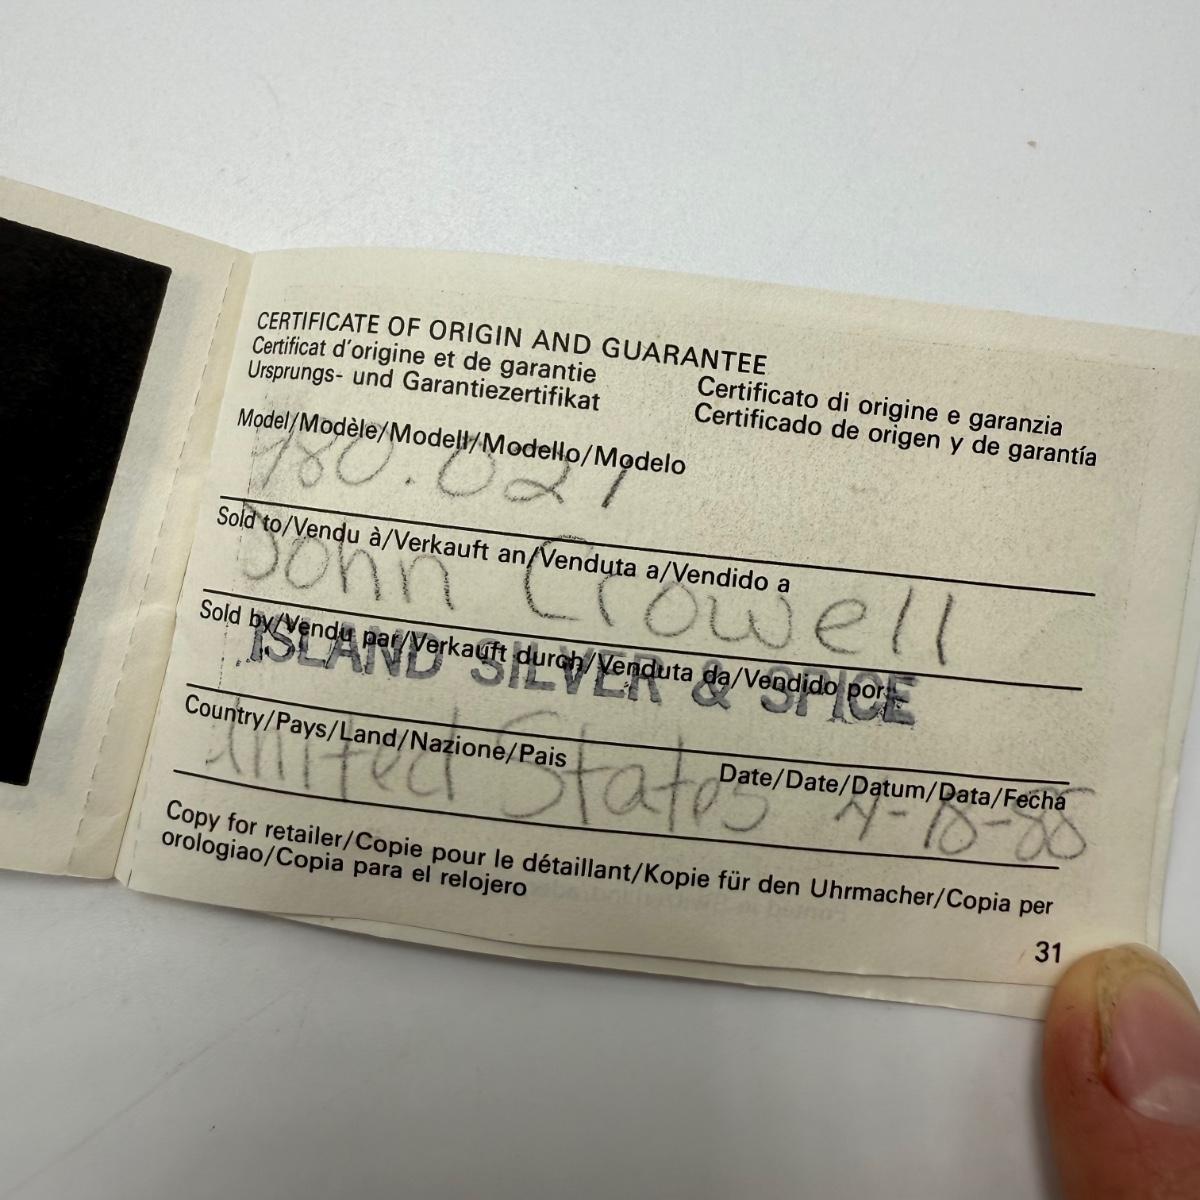 CERTIFICATE OF ORIGIN AND GUARANTEE
Certificat d'origine et de garantie
Ursprungs- und Garantiezertifikat
Certificato di origine e garanzia
Certificado de origen y de garantía
Model/Modèle/Modell/Modello/Modelo
980.021
Sold to/Vendu à/Verkauft an/Venduta a/Vendido a
John Crowell
Sold by/Vendu par/Verkauft durch/Venduta da/Vendido por
ISLAND SILVER & SPICE
Country/Pays/Land/Nazione/Pais
Date/Date/Datum/Data/Fecha
United States 4-18-88
Copy for retailer/Copie pour le détaillant/Kopie für den Uhrmacher/Copia per
orologiao/Copia para el relojero
31